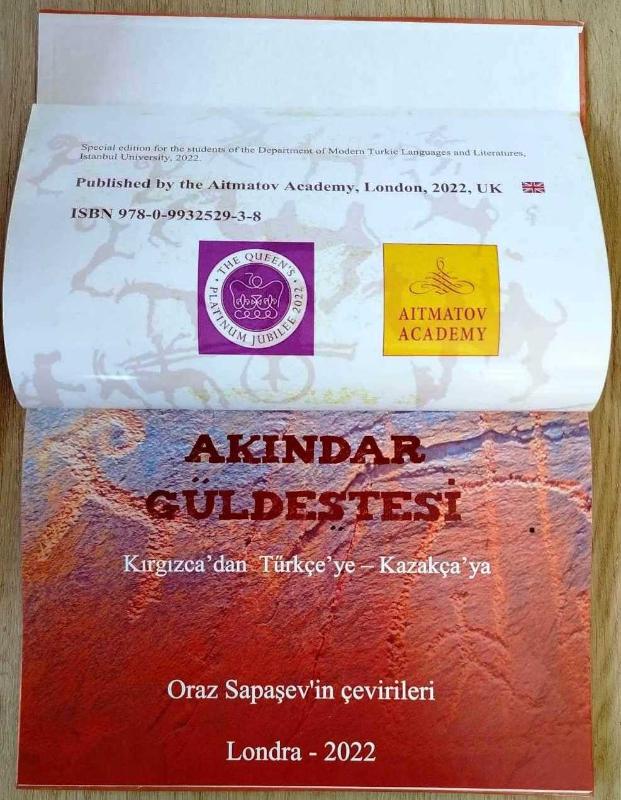 Special edition for the students of the Department of Modern Turkic Languages and Literatures,
Istanbul University, 2022.
Published by the Aitmatov Academy, London, 2022, UK
ISBN 978-0-9932529-3-8
THE QUEEN'S
70
PLATINUM JUBILEE 2022
AITMATOV
ACADEMY
AKINDAR
GÜLDEŞTESİ
Kırgızca'dan Türkçe'ye – Kazakça'ya
Oraz Sapaşev'in çevirileri
Londra - 2022